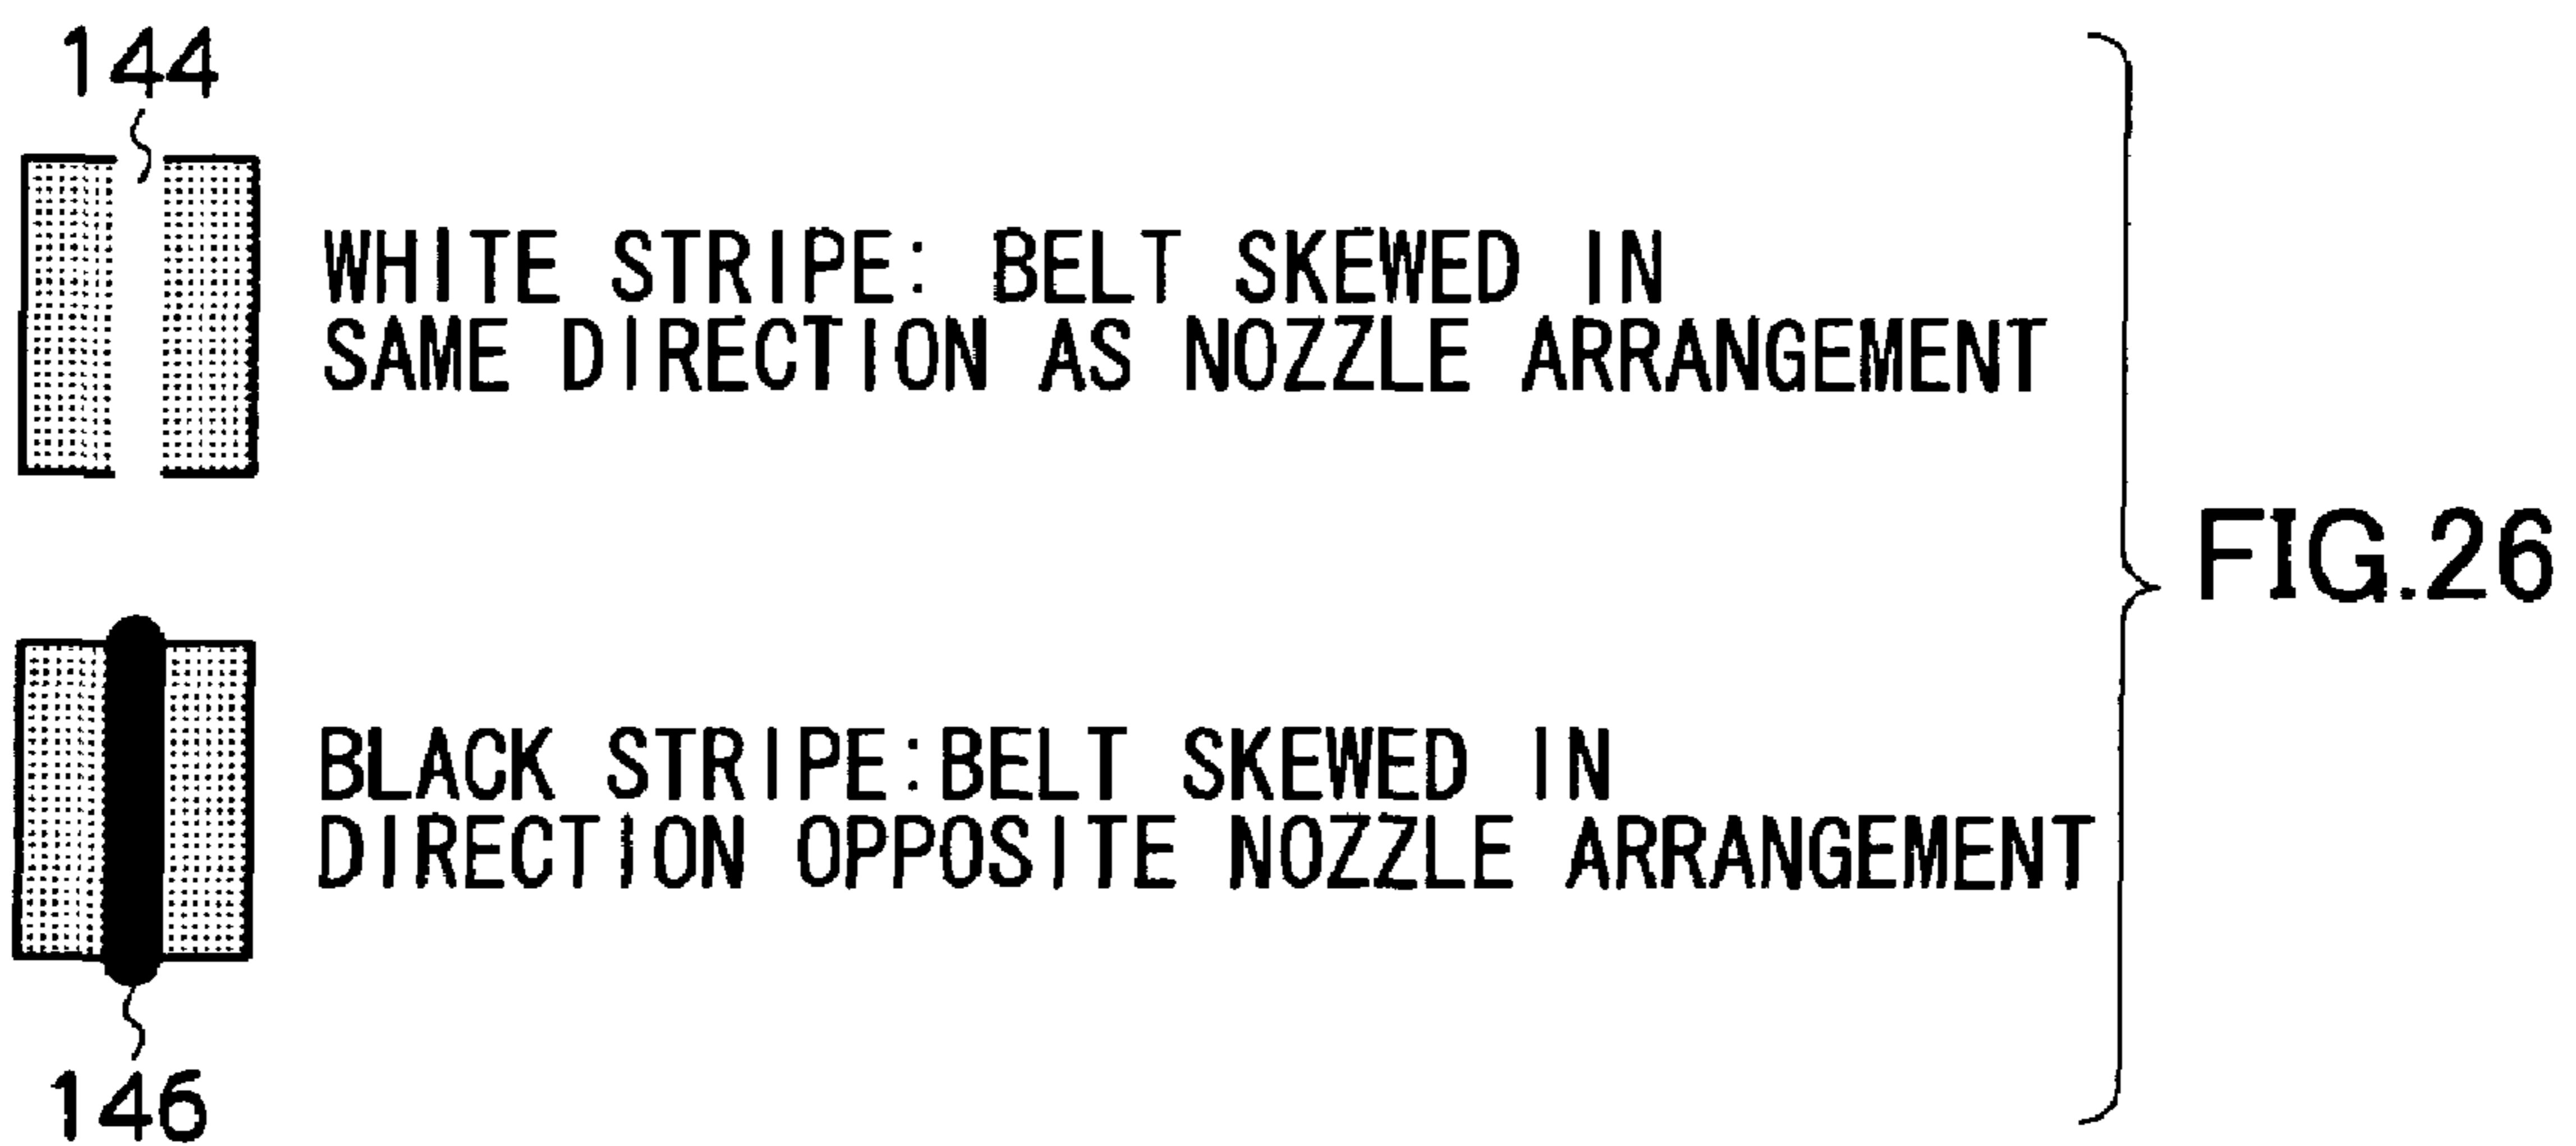 144
WHITE STRIPE: BELT SKEWED IN
SAME DIRECTION AS NOZZLE ARRANGEMENT
FIG.26
BLACK STRIPE:BELT SKEWED IN
DIRECTION OPPOSITE NOZZLE ARRANGEMENT
146